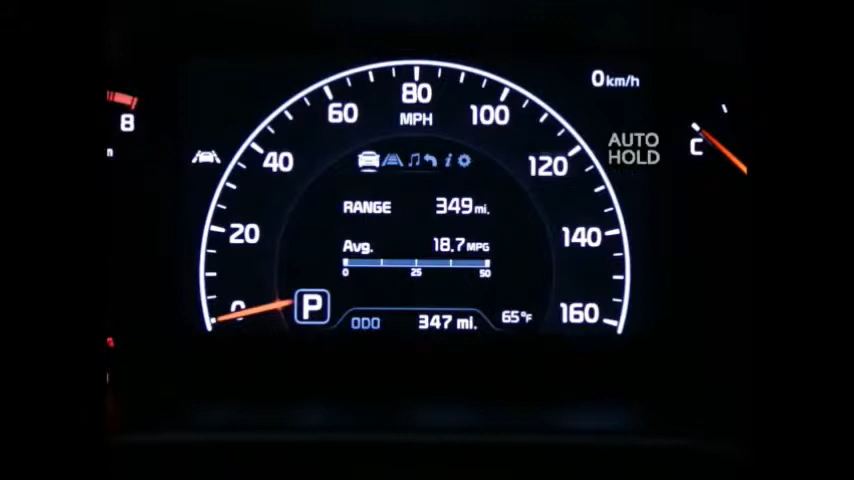 0 km/h
80
60
MPH
100
8
AUTO
HOLD
C
40
120
RANGE 349 mi.
20
140
Avg. 18.7 MPG
0 25 50
0
P
160
ODO 347 mi.
65°F